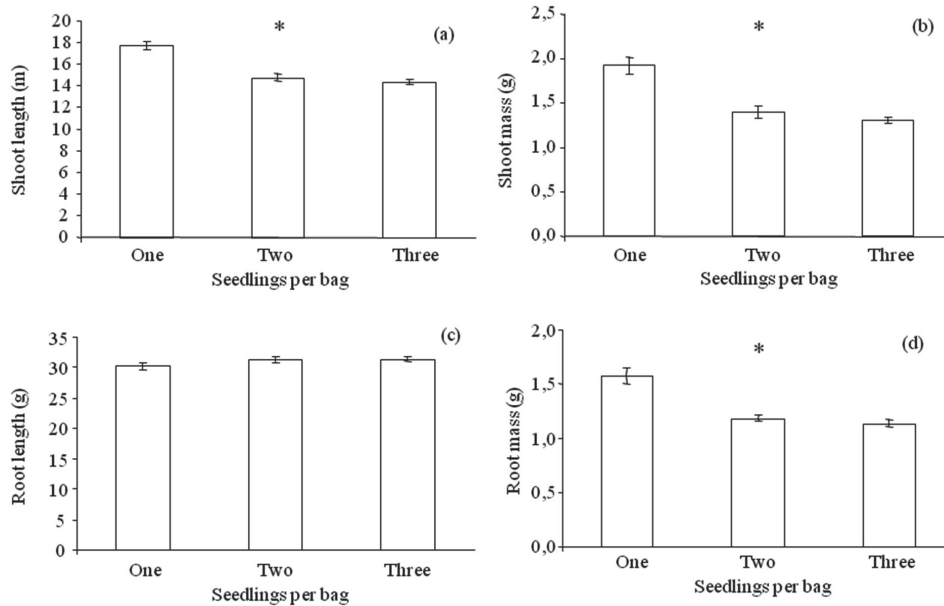 20
18
16
14
12
10
8
6
4
2
0
Shoot length (m)
*
(a)
One Two Three
Seedlings per bag
2,5
2,0
1,5
1,0
0,5
0,0
Shoot mass (g)
*
(b)
One Two Three
Seedlings per bag
35
30
25
20
15
10
5
0
Root length (g)
(c)
One Two Three
Seedlings per bag
2,0
1,5
1,0
0,5
0,0
Root mass (g)
*
(d)
One Two Three
Seedlings per bag